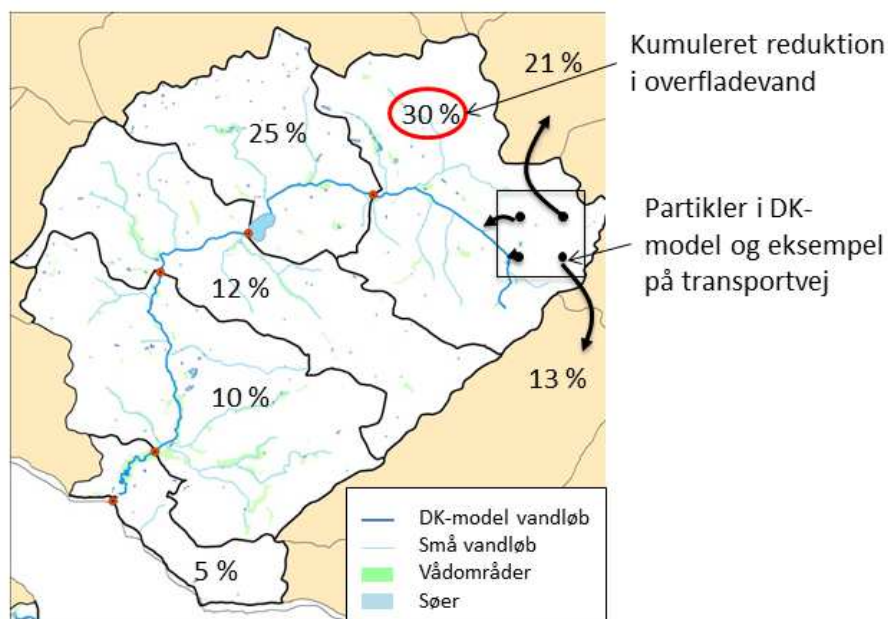 Kumuleret reduktion
i overfladevand
21 %
30 %
25 %
Partikler i DK-
model og eksempel
på transportvej
12 %
13 %
10 %
5 %
DK-model vandløb
Små vandløb
Vådområder
Søer